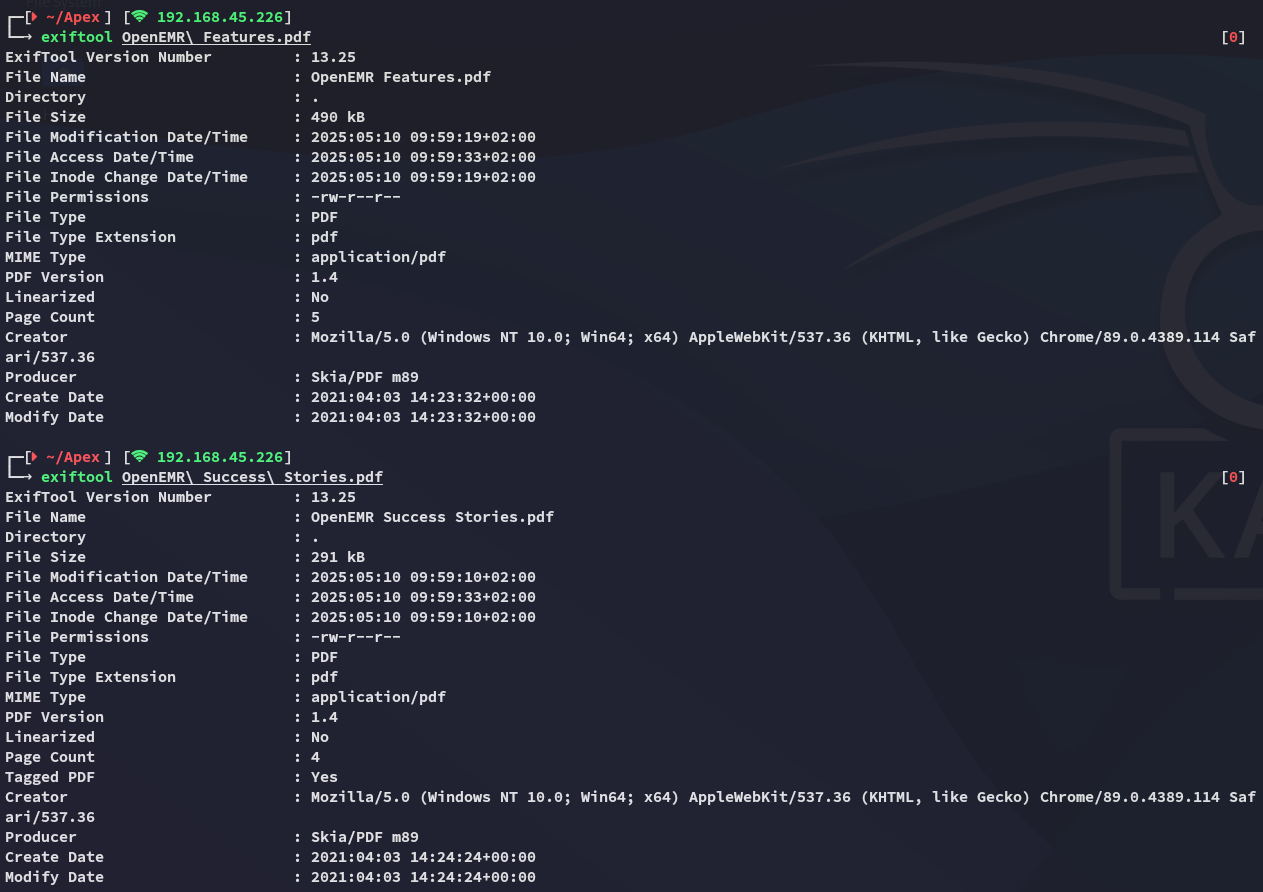 File System
[ ~/Apex ] [ 192.168.45.226]
exiftool OpenEMR\ Features.pdf [0]
ExifTool Version Number : 13.25
File Name : OpenEMR Features.pdf
Directory : .
File Size : 490 kB
File Modification Date/Time : 2025:05:10 09:59:19+02:00
File Access Date/Time : 2025:05:10 09:59:33+02:00
File Inode Change Date/Time : 2025:05:10 09:59:19+02:00
File Permissions : -rw-r--r--
File Type : PDF
File Type Extension : pdf
MIME Type : application/pdf
PDF Version : 1.4
Linearized : No
Page Count : 5
Creator : Mozilla/5.0 (Windows NT 10.0; Win64; x64) AppleWebKit/537.36 (KHTML, like Gecko) Chrome/89.0.4389.114 Saf
ari/537.36
Producer : Skia/PDF m89
Create Date : 2021:04:03 14:23:32+00:00
Modify Date : 2021:04:03 14:23:32+00:00
[ ~/Apex ] [ 192.168.45.226]
exiftool OpenEMR\ Success\ Stories.pdf [0]
ExifTool Version Number : 13.25
File Name : OpenEMR Success Stories.pdf
Directory : .
File Size : 291 kB
File Modification Date/Time : 2025:05:10 09:59:10+02:00
File Access Date/Time : 2025:05:10 09:59:33+02:00
File Inode Change Date/Time : 2025:05:10 09:59:10+02:00
File Permissions : -rw-r--r--
File Type : PDF
File Type Extension : pdf
MIME Type : application/pdf
PDF Version : 1.4
Linearized : No
Page Count : 4
Tagged PDF : Yes
Creator : Mozilla/5.0 (Windows NT 10.0; Win64; x64) AppleWebKit/537.36 (KHTML, like Gecko) Chrome/89.0.4389.114 Saf
ari/537.36
Producer : Skia/PDF m89
Create Date : 2021:04:03 14:24:24+00:00
Modify Date : 2021:04:03 14:24:24+00:00
KA